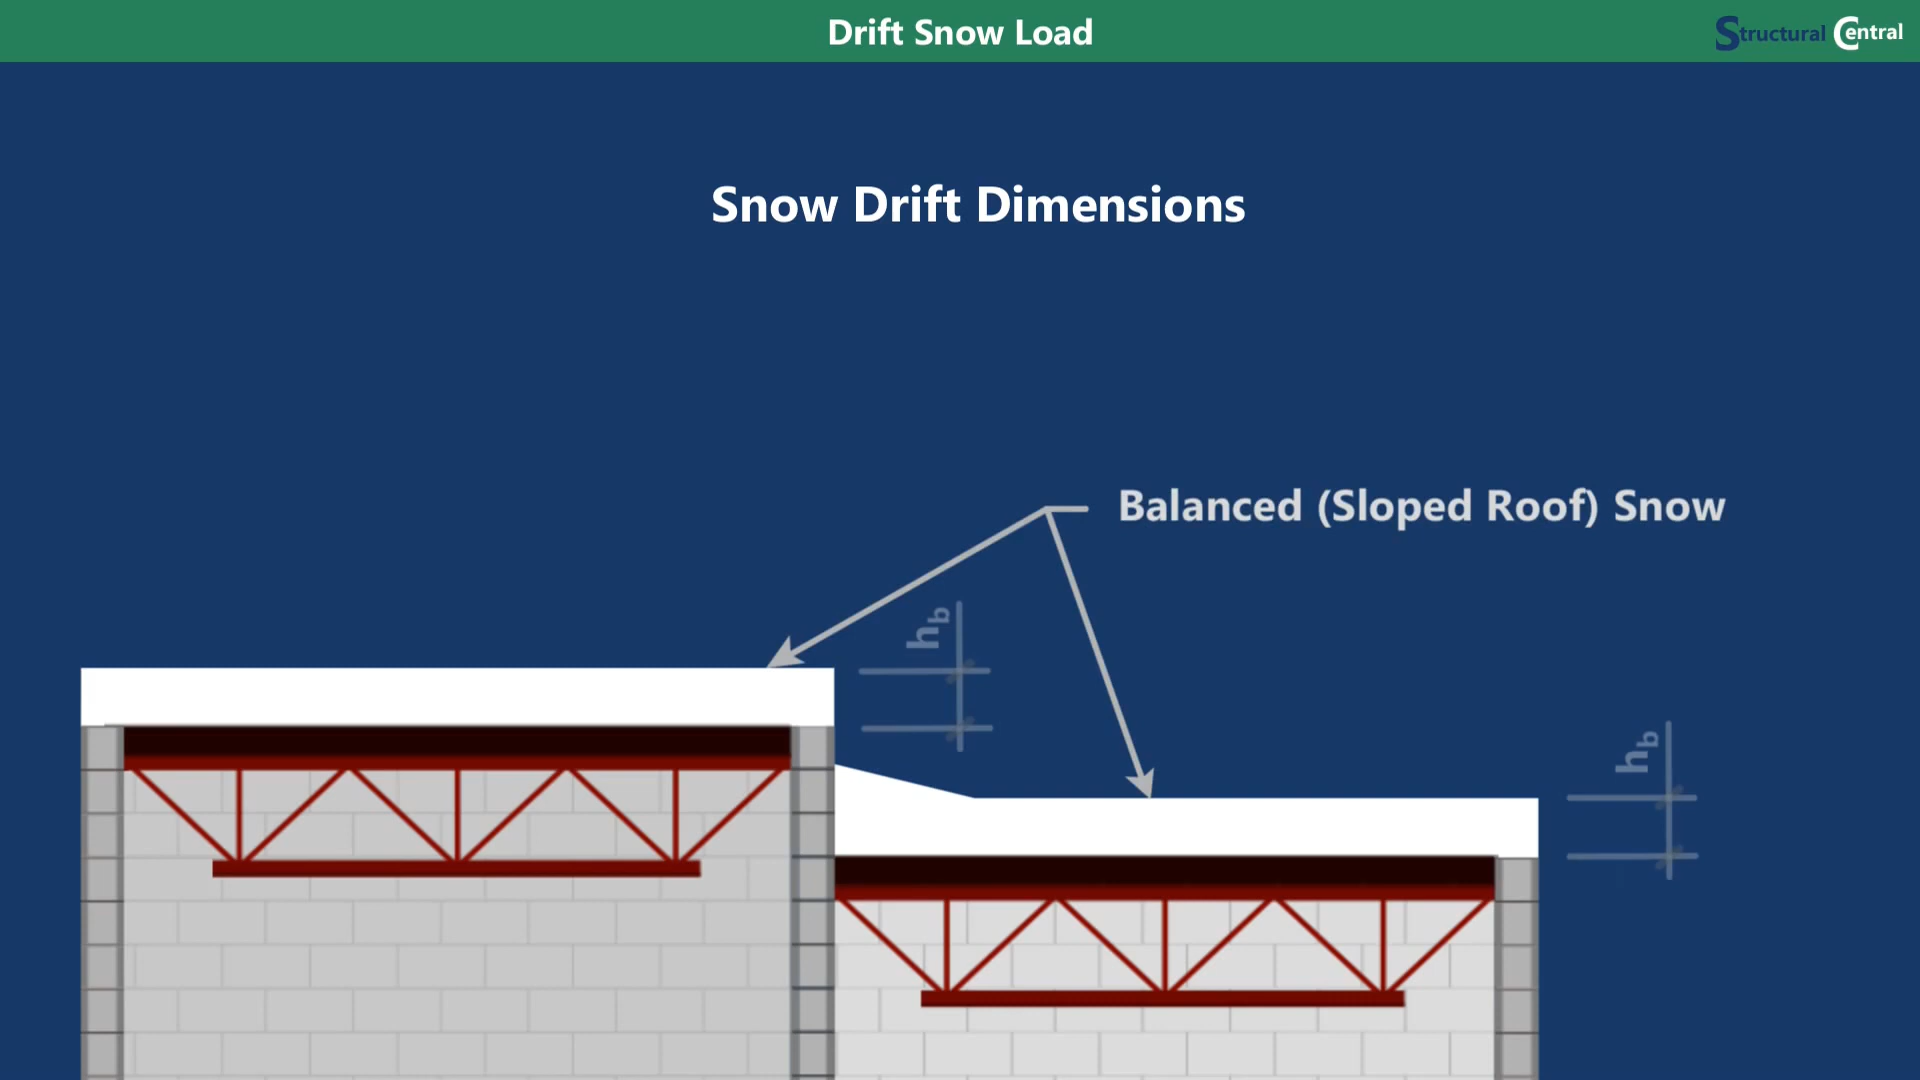 Drift Snow Load
Structural Central
Snow Drift Dimensions
Balanced (Sloped Roof) Snow
hb
hb